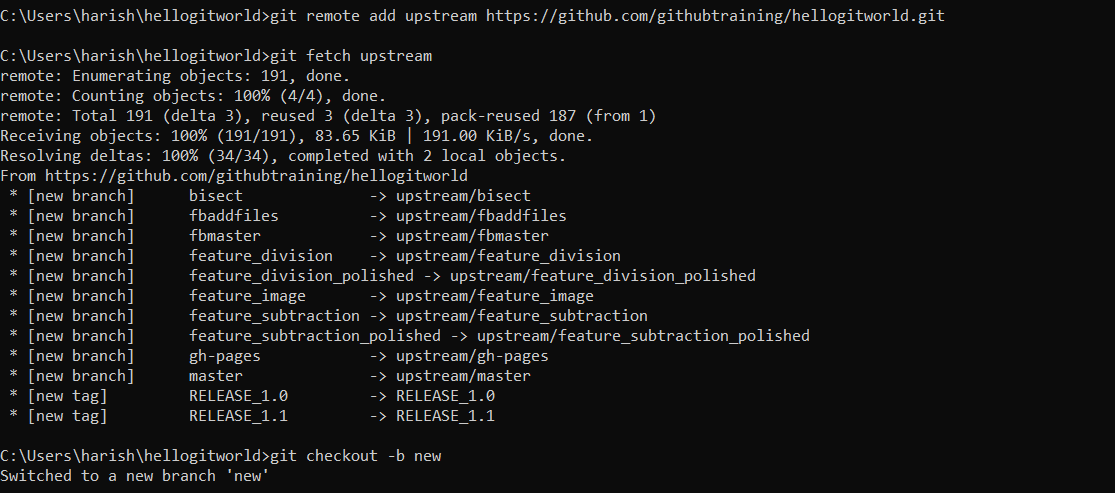 C:\Users\harish\hellogitworld>git remote add upstream https://github.com/githubtraining/hellogitworld.git
C:\Users\harish\hellogitworld>git fetch upstream
remote: Enumerating objects: 191, done.
remote: Counting objects: 100% (4/4), done.
remote: Total 191 (delta 3), reused 3 (delta 3), pack-reused 187 (from 1)
Receiving objects: 100% (191/191), 83.65 KiB | 191.00 KiB/s, done.
Resolving deltas: 100% (34/34), completed with 2 local objects.
From https://github.com/githubtraining/hellogitworld
 * [new branch]      bisect              -> upstream/bisect
 * [new branch]      fbaddfiles          -> upstream/fbaddfiles
 * [new branch]      fbmaster            -> upstream/fbmaster
 * [new branch]      feature_division    -> upstream/feature_division
 * [new branch]      feature_division_polished -> upstream/feature_division_polished
 * [new branch]      feature_image       -> upstream/feature_image
 * [new branch]      feature_subtraction -> upstream/feature_subtraction
 * [new branch]      feature_subtraction_polished -> upstream/feature_subtraction_polished
 * [new branch]      gh-pages            -> upstream/gh-pages
 * [new branch]      master              -> upstream/master
 * [new tag]         RELEASE_1.0         -> RELEASE_1.0
 * [new tag]         RELEASE_1.1         -> RELEASE_1.1
C:\Users\harish\hellogitworld>git checkout -b new
Switched to a new branch 'new'